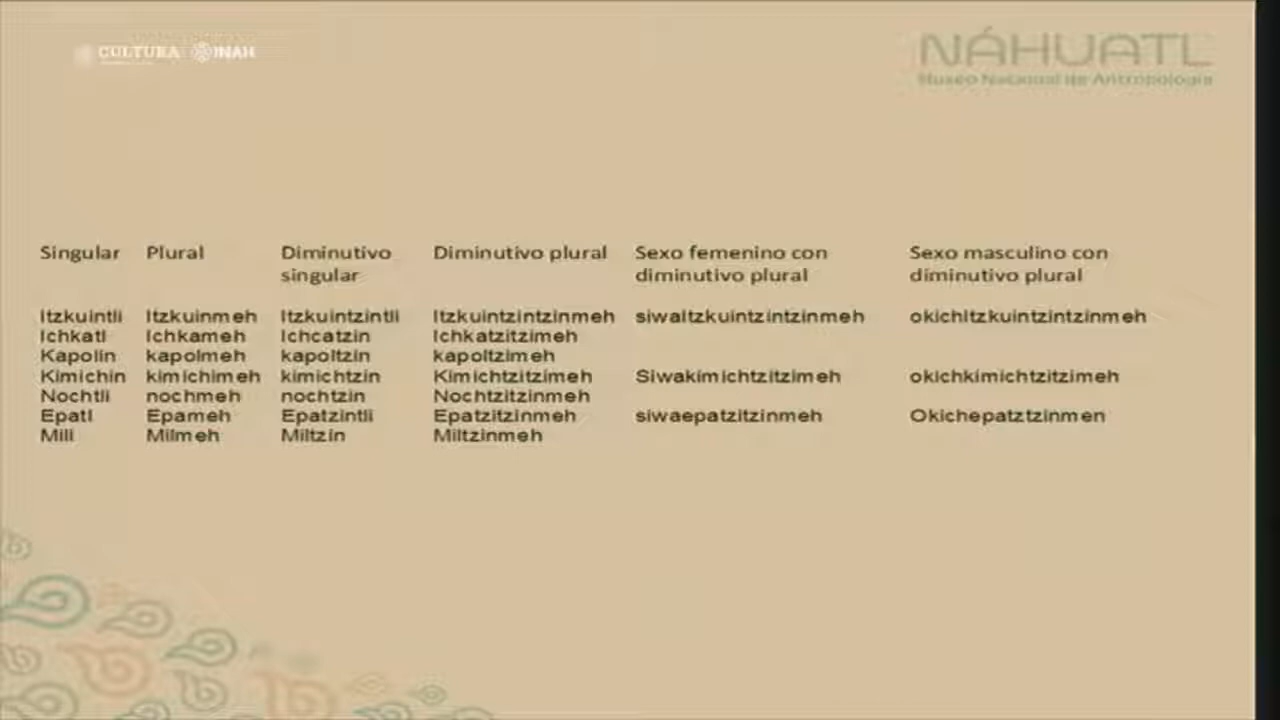 CULTURA INAH
NÁHUATL
Museo Nacional de Antropología
Singular Plural Diminutivo singular Diminutivo plural Sexo femenino con diminutivo plural Sexo masculino con diminutivo plural
Itzkuintli Itzkuinmeh Itzkuintzintli Itzkuintzintzinmeh siwaItzkuintzintzinmeh okichItzkuintzintzinmeh
Ichkatl Ichkameh Ichcatzin Ichkatzitzimeh
Kapolin kapolmeh kapoltzin kapoltzimeh
Kimichin kimichimeh kimichtzin Kimichtzitzimeh Siwakimichtzitzimeh okichkimichtzitzimeh
Nochtli nochmeh nochtzin Nochtzitzinmeh
Epatl Epameh Epatzintli Epatzitzinmeh siwaepatzitzinmeh Okichepatztzinmen
Mili Milmeh Miltzin Miltzinmeh